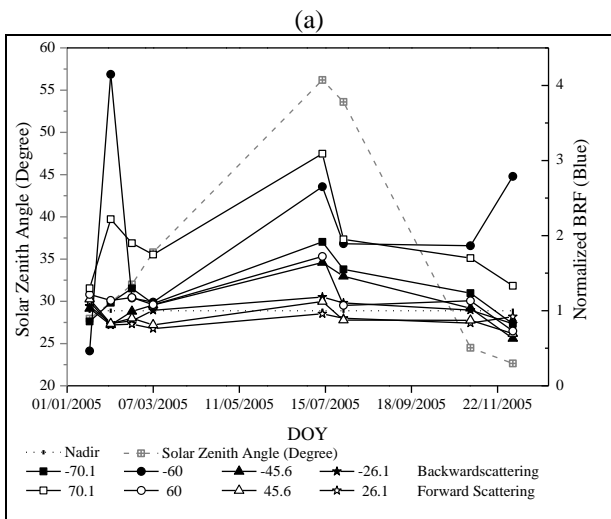 (a)
60
55
50
45
40
35
30
25
20
Solar Zenith Angle (Degree)
4
3
2
1
0
Normalized BRF (Blue)
01/01/2005 07/03/2005 11/05/2005 15/07/2005 18/09/2005 22/11/2005
DOY
Nadir Solar Zenith Angle (Degree)
-70.1 -60 -45.6 -26.1 Backwardscattering
70.1 60 45.6 26.1 Forward Scattering